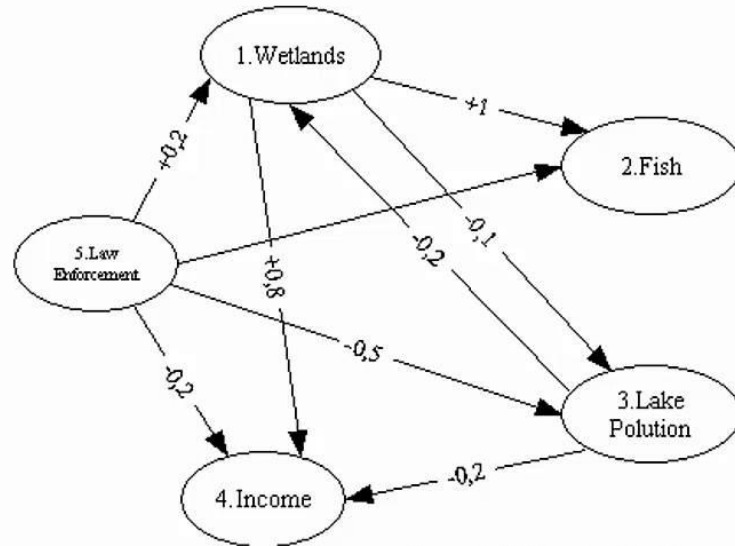 1.Wetlands
+1
+0,2
2.Fish
5.Law
Enforcement
-0,1
-0,2
+0,8
-0,5
-0,2
3.Lake
Polution
-0,2
4.Income